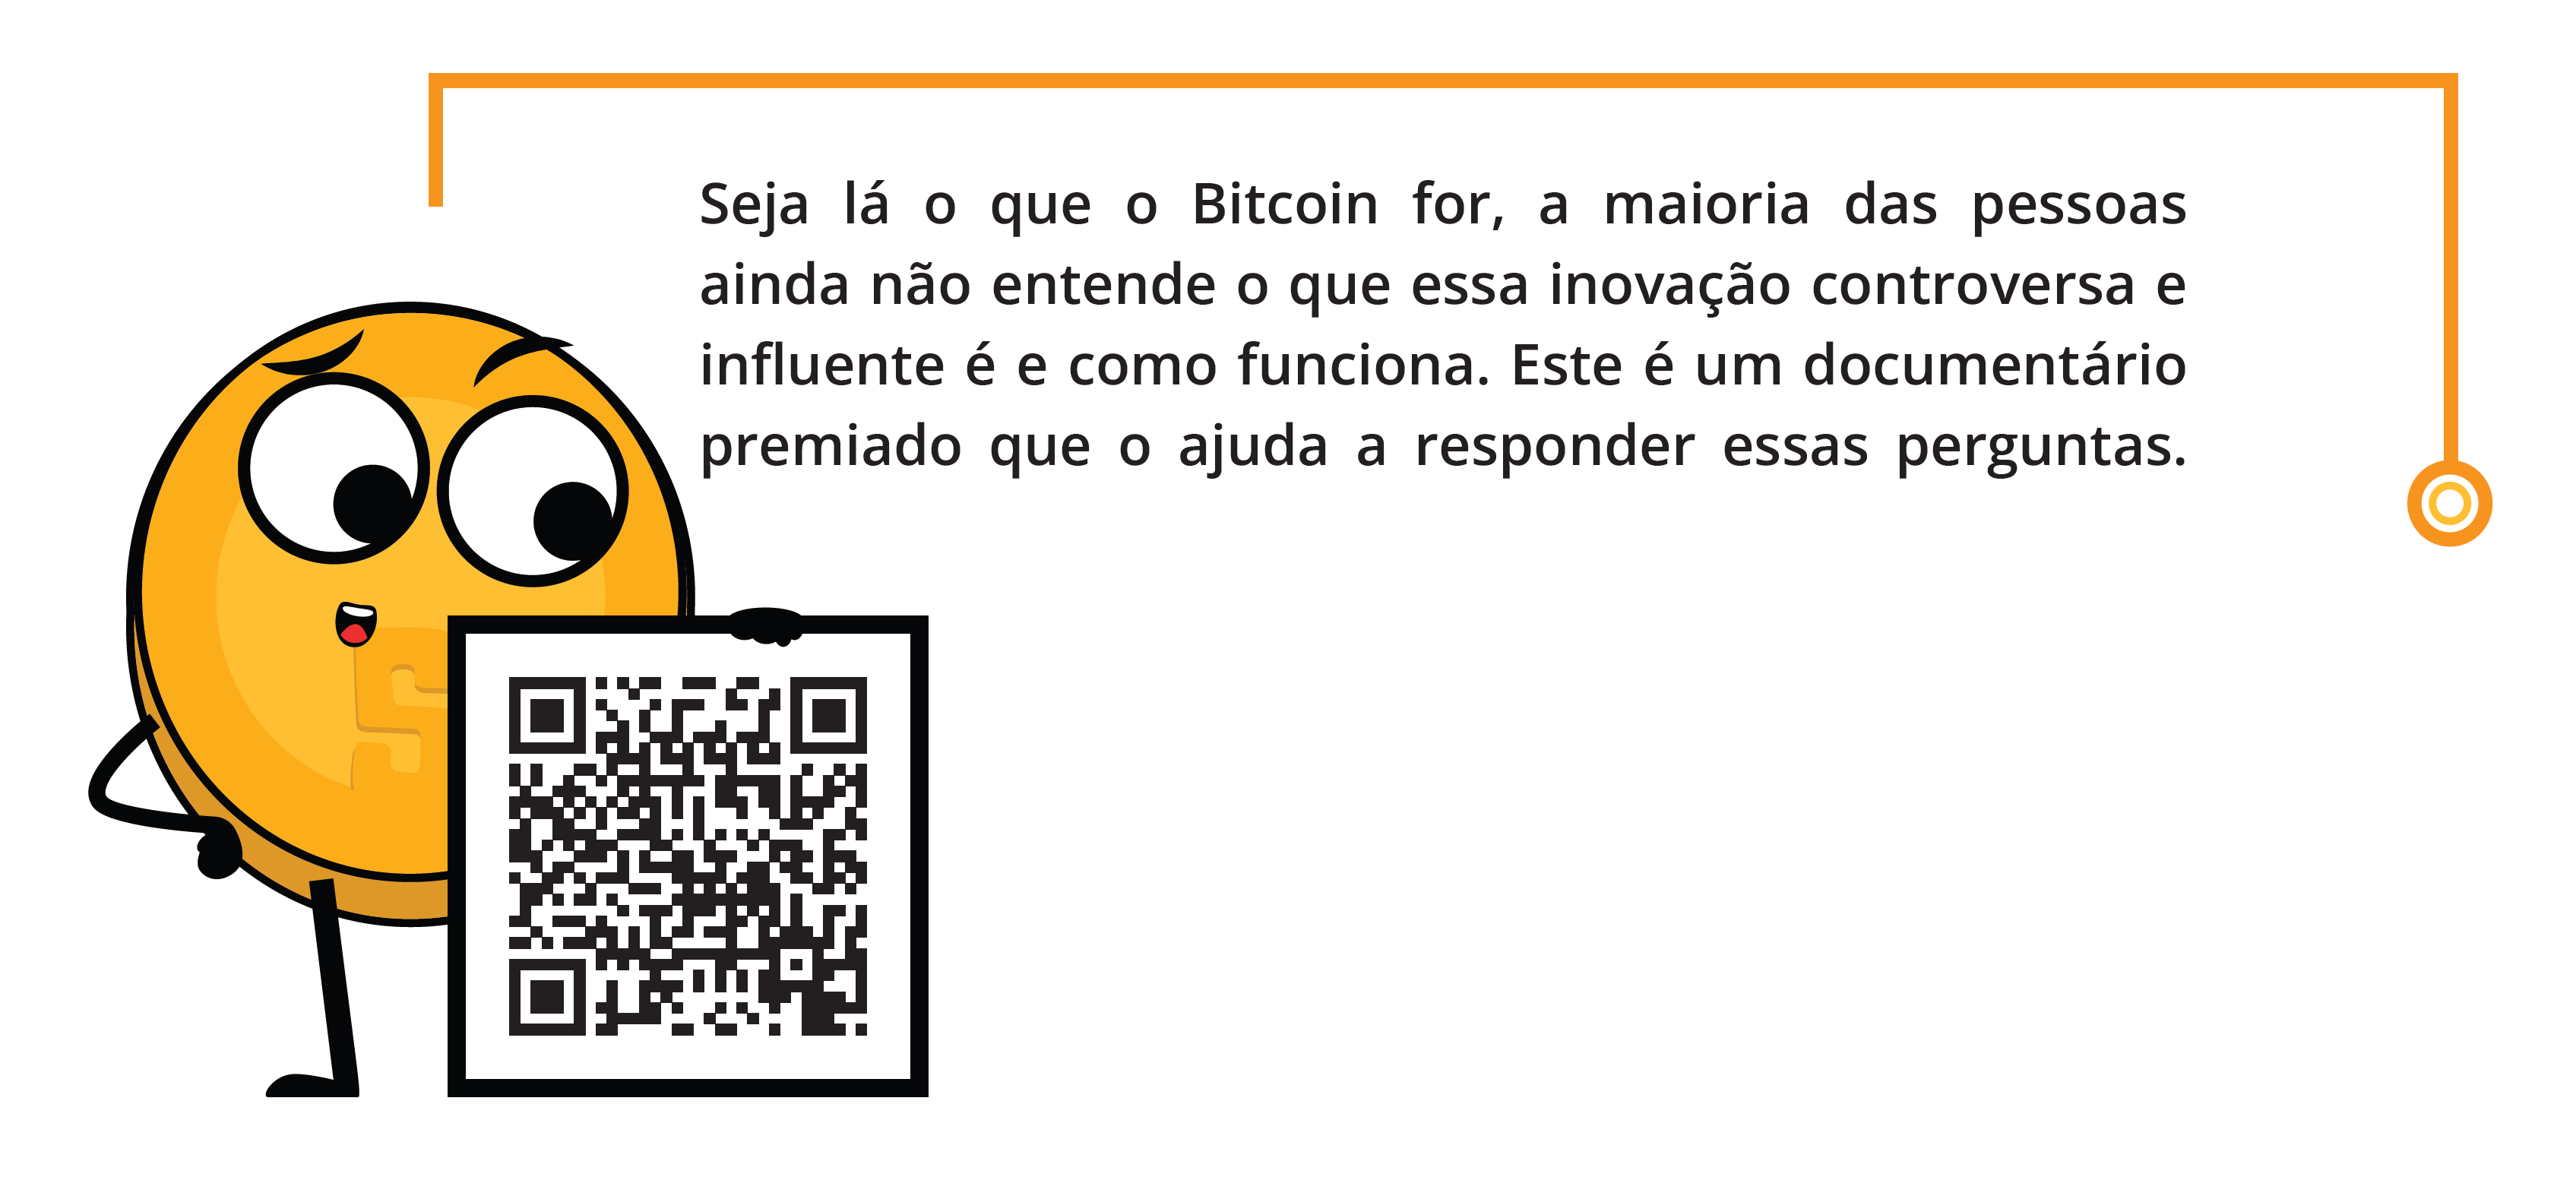 Seja lá o que o Bitcoin for, a maioria das pessoas
ainda não entende o que essa inovação controversa e
influente é e como funciona. Este é um documentário
premiado que o ajuda a responder essas perguntas.